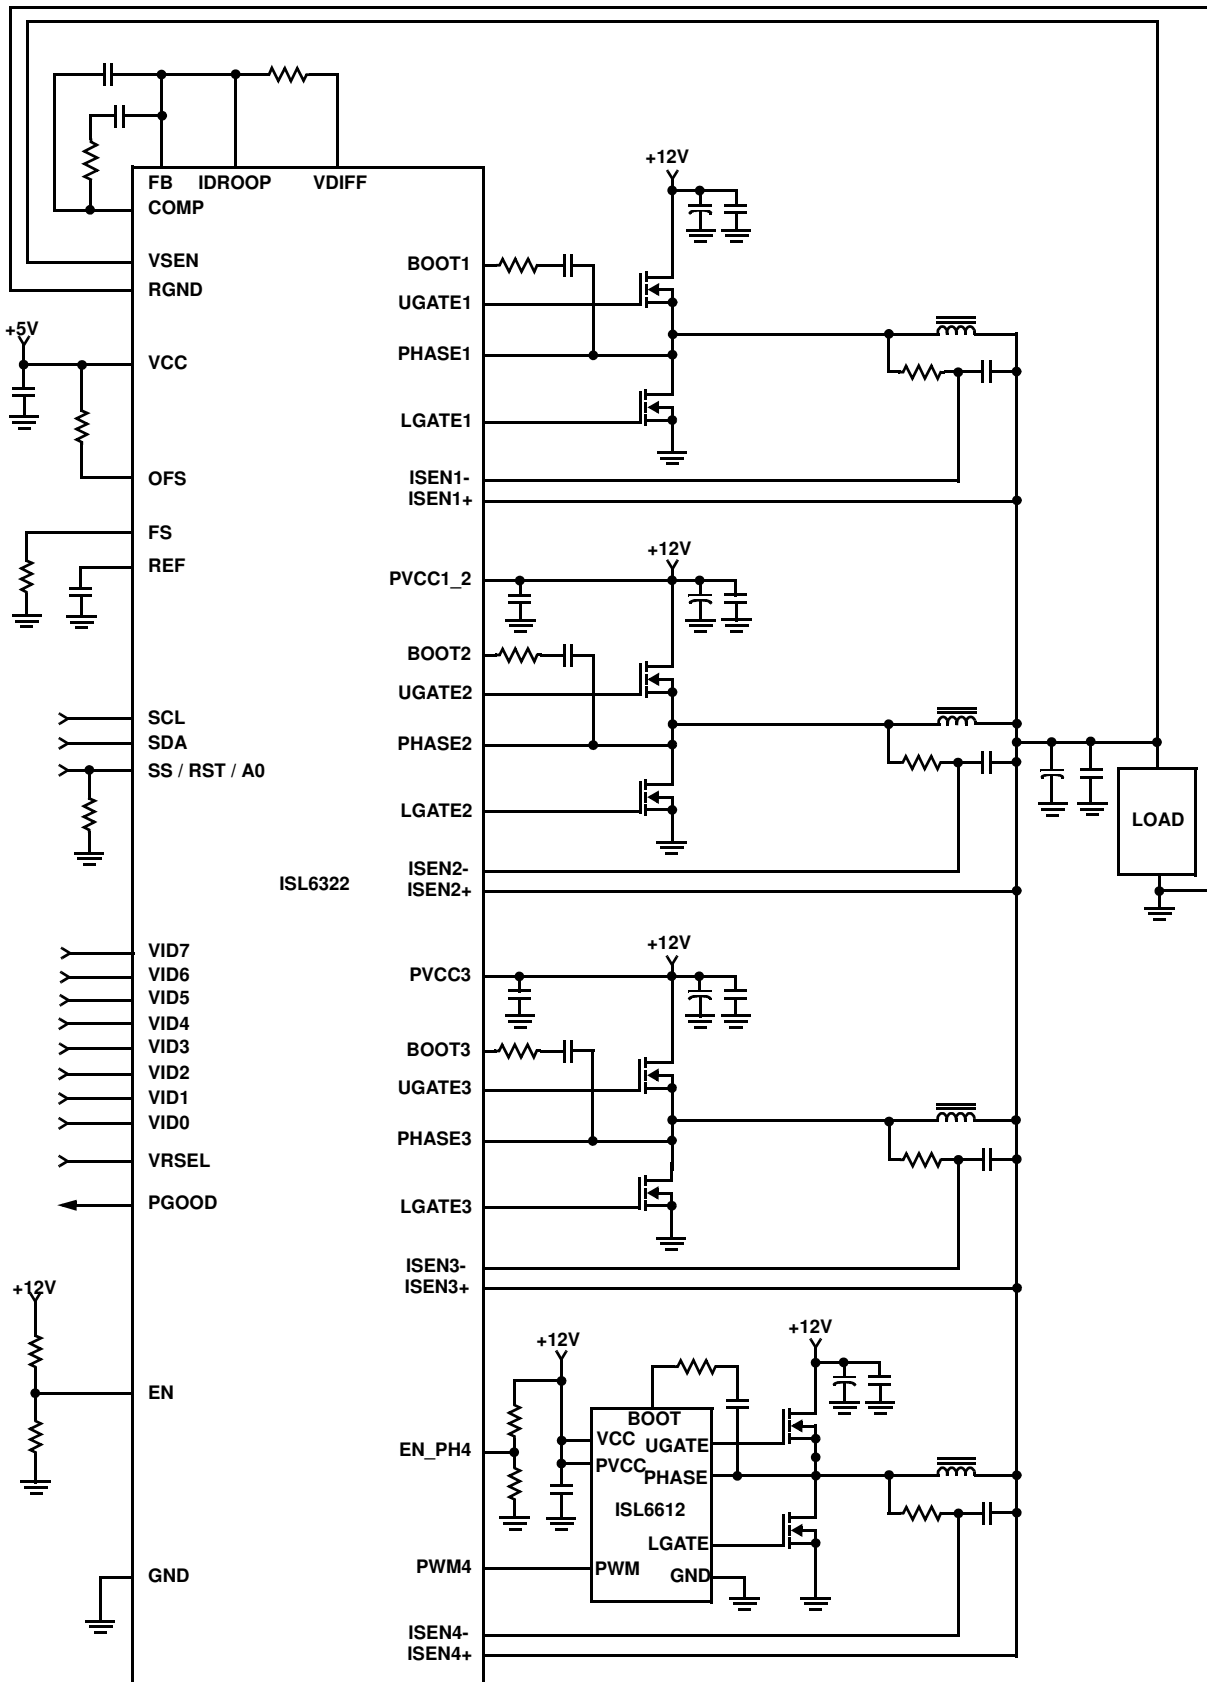 FB IDROOP VDIFF
COMP
VSEN
RGND
+5V
VCC
OFS
FS
REF
SCL
SDA
SS / RST / A0
ISL6322
VID7
VID6
VID5
VID4
VID3
VID2
VID1
VID0
VRSEL
PGOOD
+12V
EN
GND
+12V
BOOT1
UGATE1
PHASE1
LGATE1
ISEN1-
ISEN1+
+12V
PVCC1_2
BOOT2
UGATE2
PHASE2
LGATE2
ISEN2-
ISEN2+
LOAD
+12V
PVCC3
BOOT3
UGATE3
PHASE3
LGATE3
ISEN3-
ISEN3+
+12V
+12V
EN_PH4
BOOT
VCC
UGATE
PVCC
PHASE
ISL6612
LGATE
PWM4
PWM
GND
ISEN4-
ISEN4+